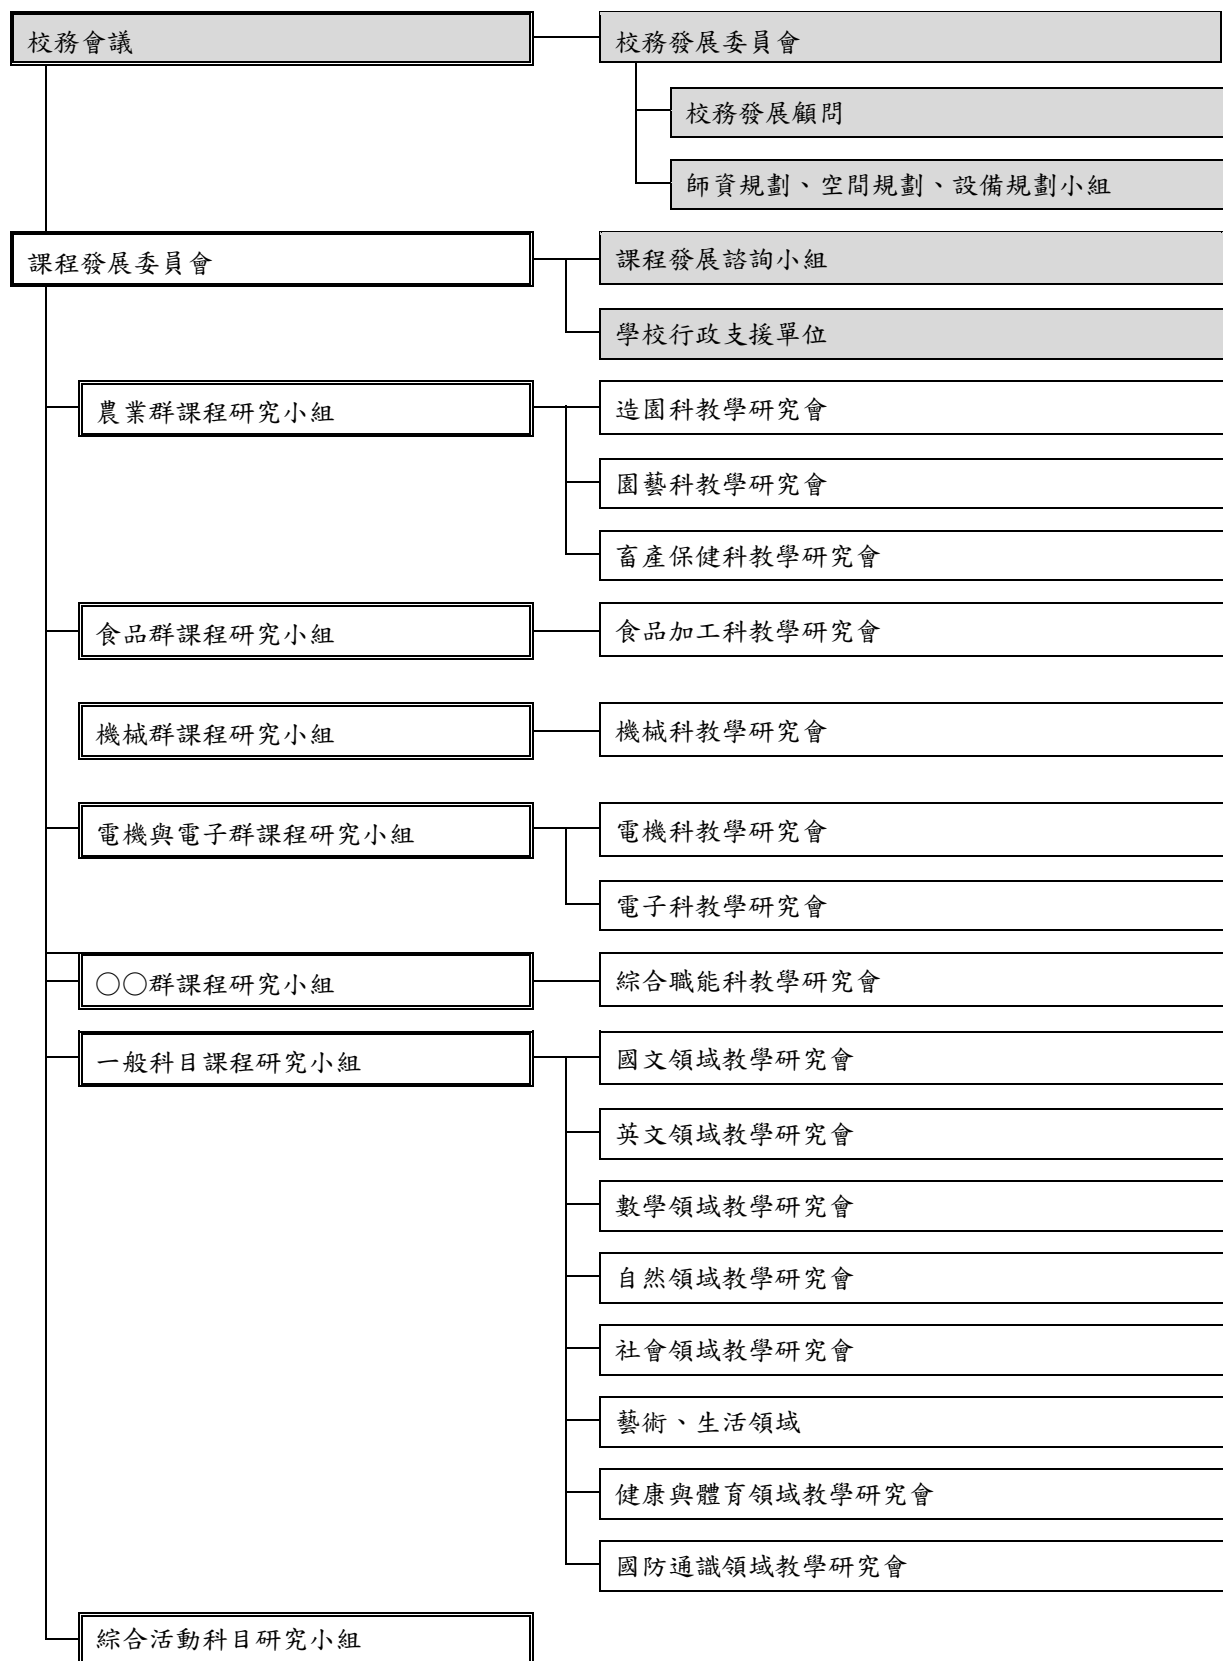 校務會議
校務發展委員會
校務發展顧問
師資規劃、空間規劃、設備規劃小組
課程發展委員會
課程發展諮詢小組
學校行政支援單位
農業群課程研究小組
造園科教學研究會
園藝科教學研究會
畜產保健科教學研究會
食品群課程研究小組
食品加工科教學研究會
機械群課程研究小組
機械科教學研究會
電機與電子群課程研究小組
電機科教學研究會
電子科教學研究會
○○群課程研究小組
綜合職能科教學研究會
一般科目課程研究小組
國文領域教學研究會
英文領域教學研究會
數學領域教學研究會
自然領域教學研究會
社會領域教學研究會
藝術、生活領域
健康與體育領域教學研究會
國防通識領域教學研究會
綜合活動科目研究小組